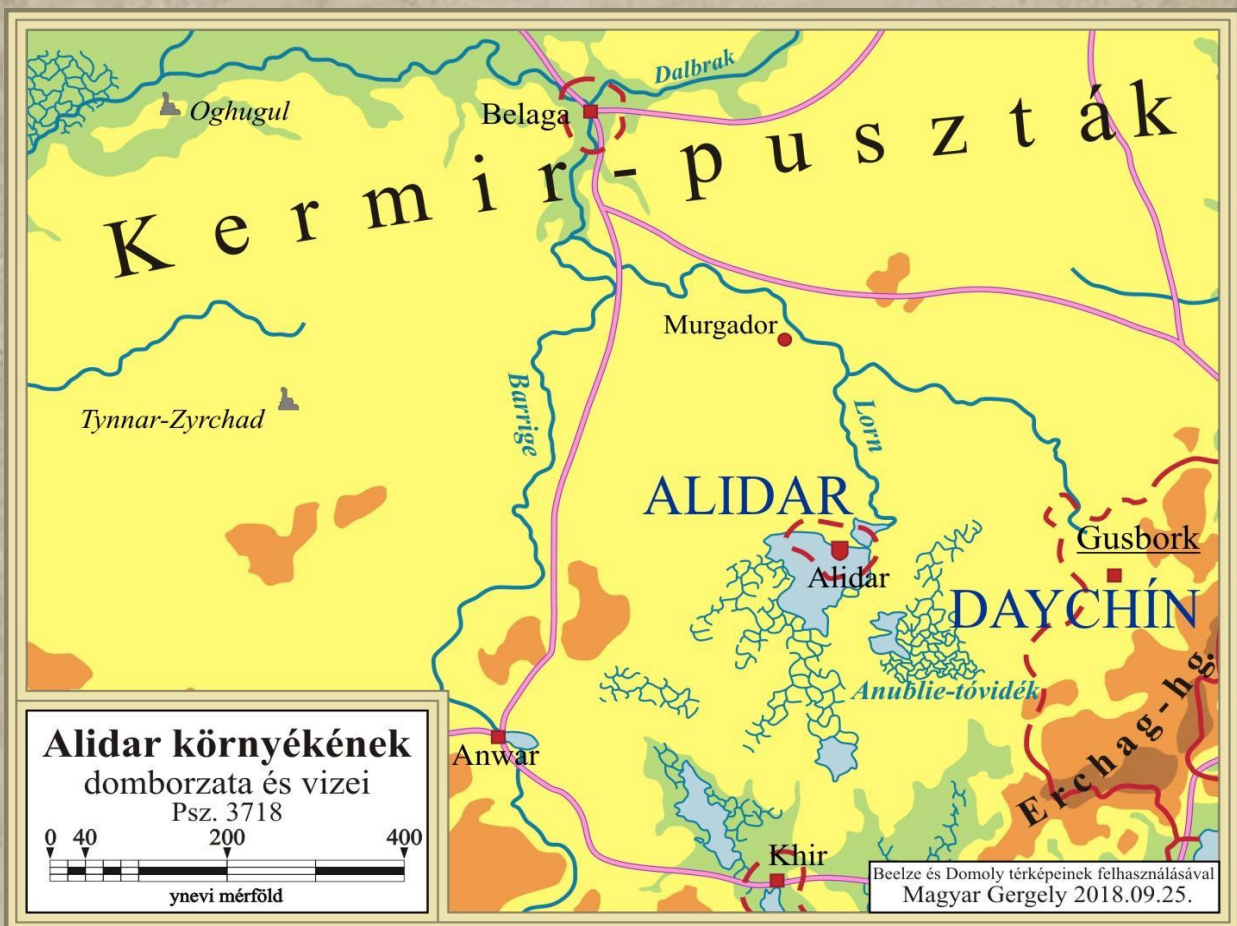 Dalbrak
Oghugul
Belaga
Kermir-puszták
Murgador
Barrige
Tynnar-Zyrchad
Lorn
ALIDAR
Gusbork
Alidar
DAYCHÍN
Anublie-tóvidék
Erchag-hg.
Anwar
Khir
Alidar környékének
domborzata és vizei
Psz. 3718
0 40 200 400
ynevi mérföld
Beelze és Domoly térképeinek felhasználásával
Magyar Gergely 2018.09.25.